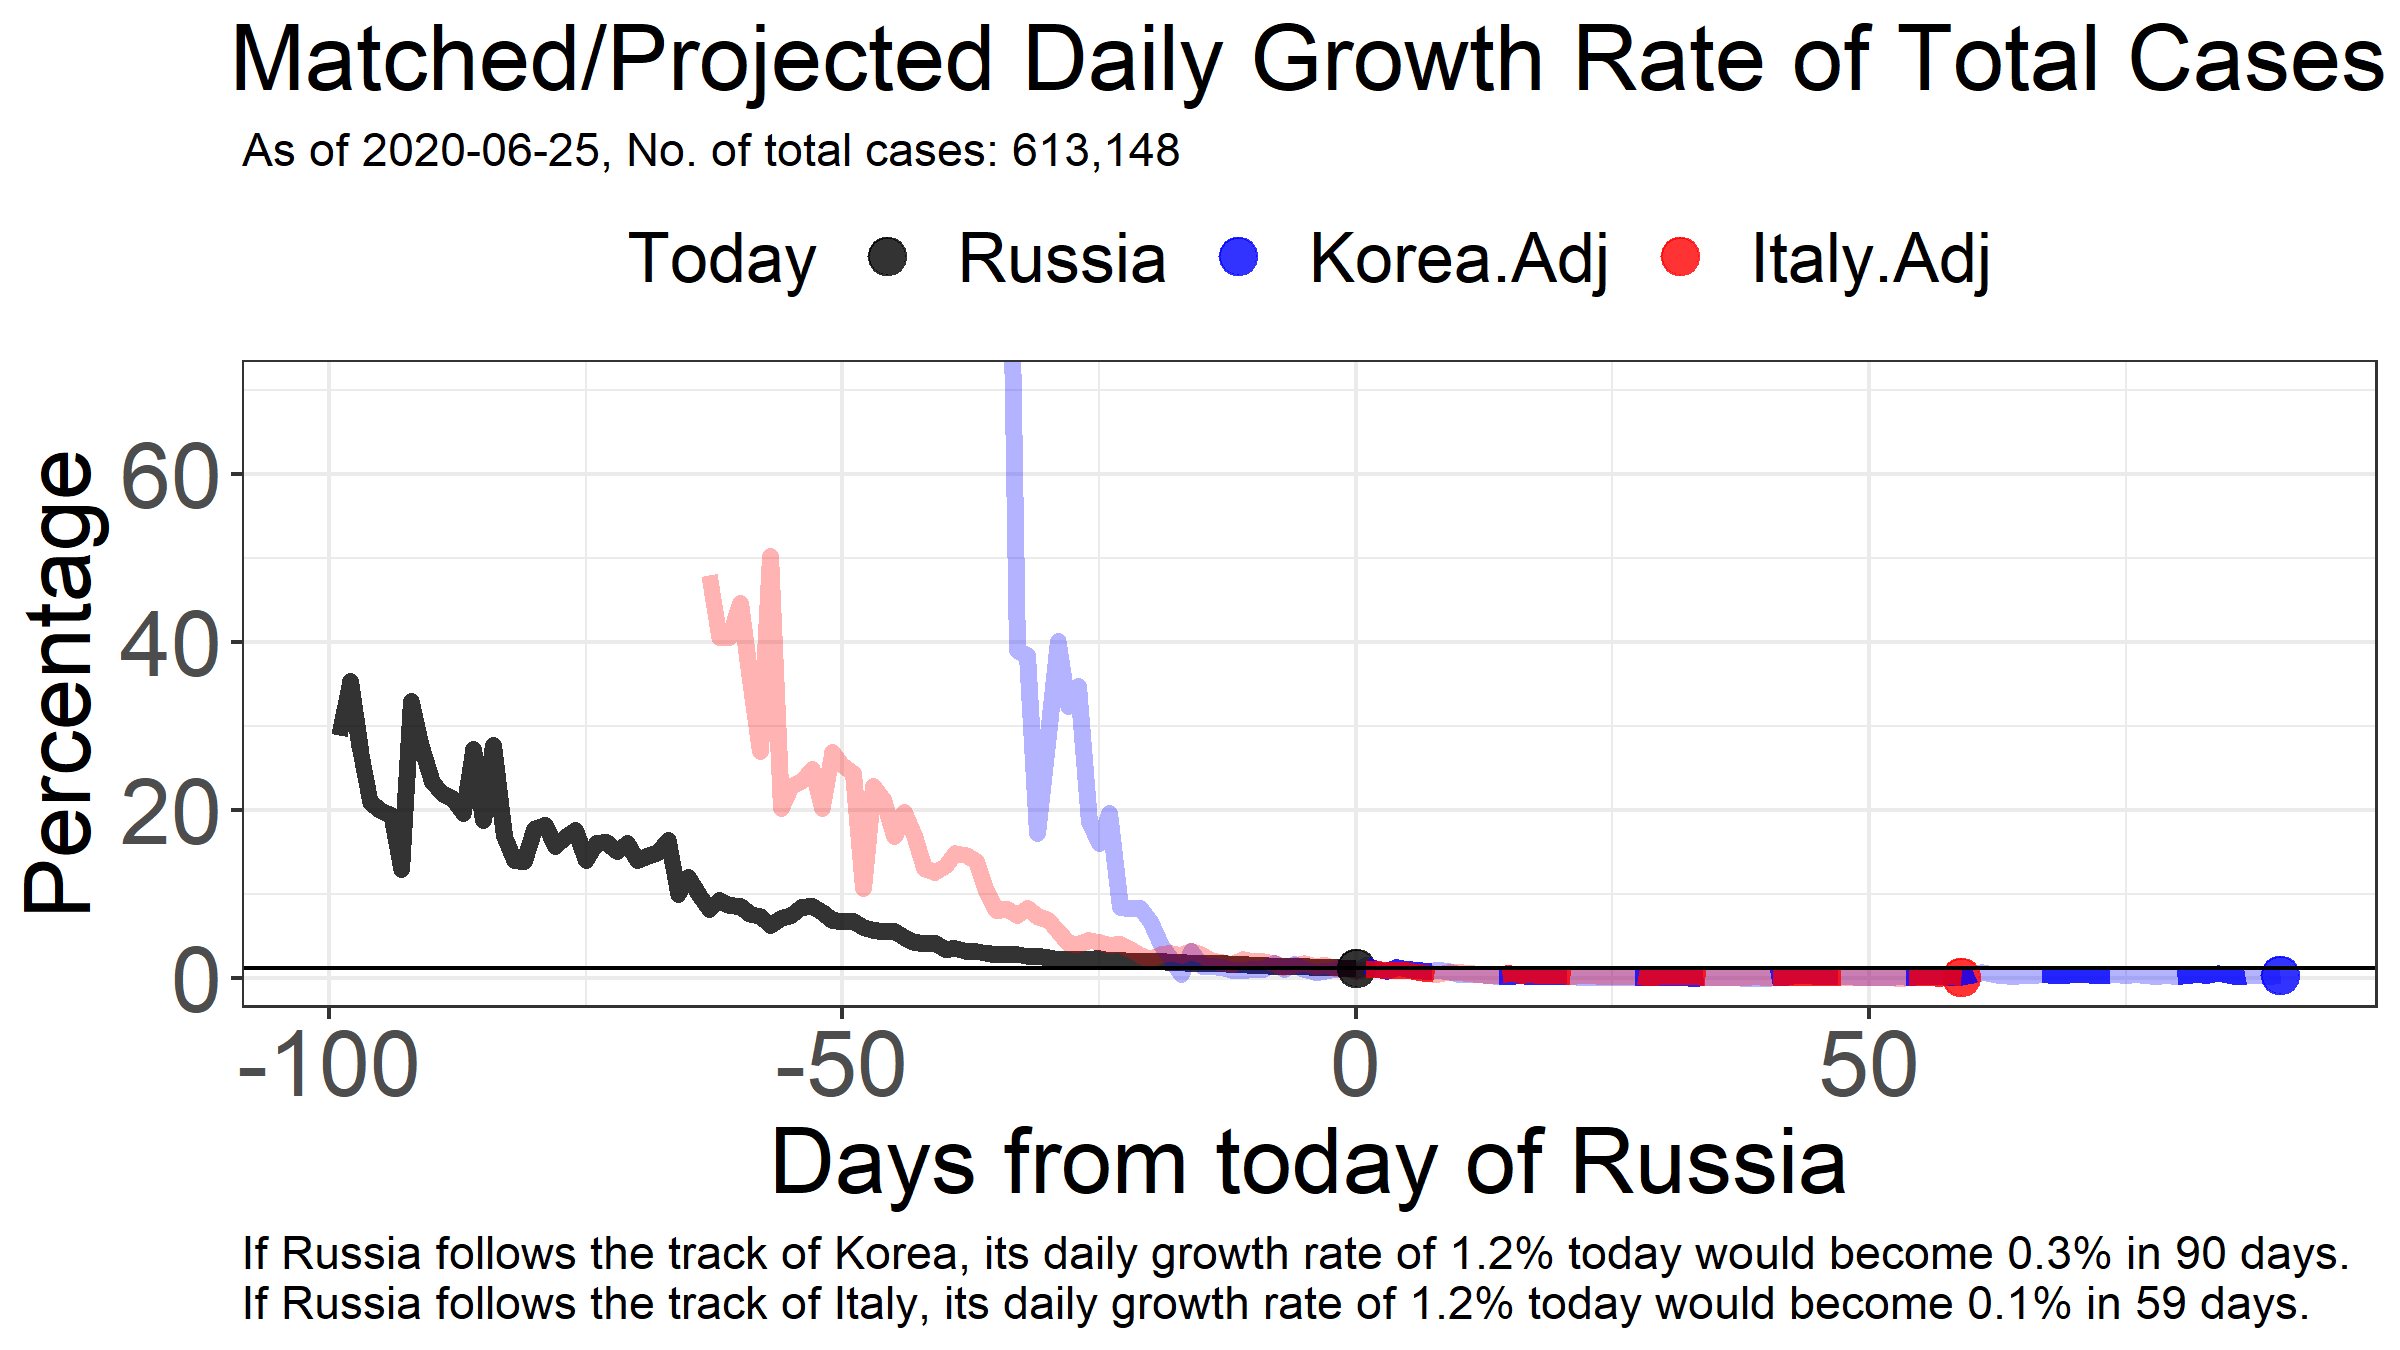 Matched/Projected Daily Growth Rate of Total Cases
As of 2020-06-25, No. of total cases: 613,148
Today Russia Korea.Adj Italy.Adj
Percentage
60
40
20
0
-100 -50 0 50
Days from today of Russia
If Russia follows the track of Korea, its daily growth rate of 1.2% today would become 0.3% in 90 days.
If Russia follows the track of Italy, its daily growth rate of 1.2% today would become 0.1% in 59 days.